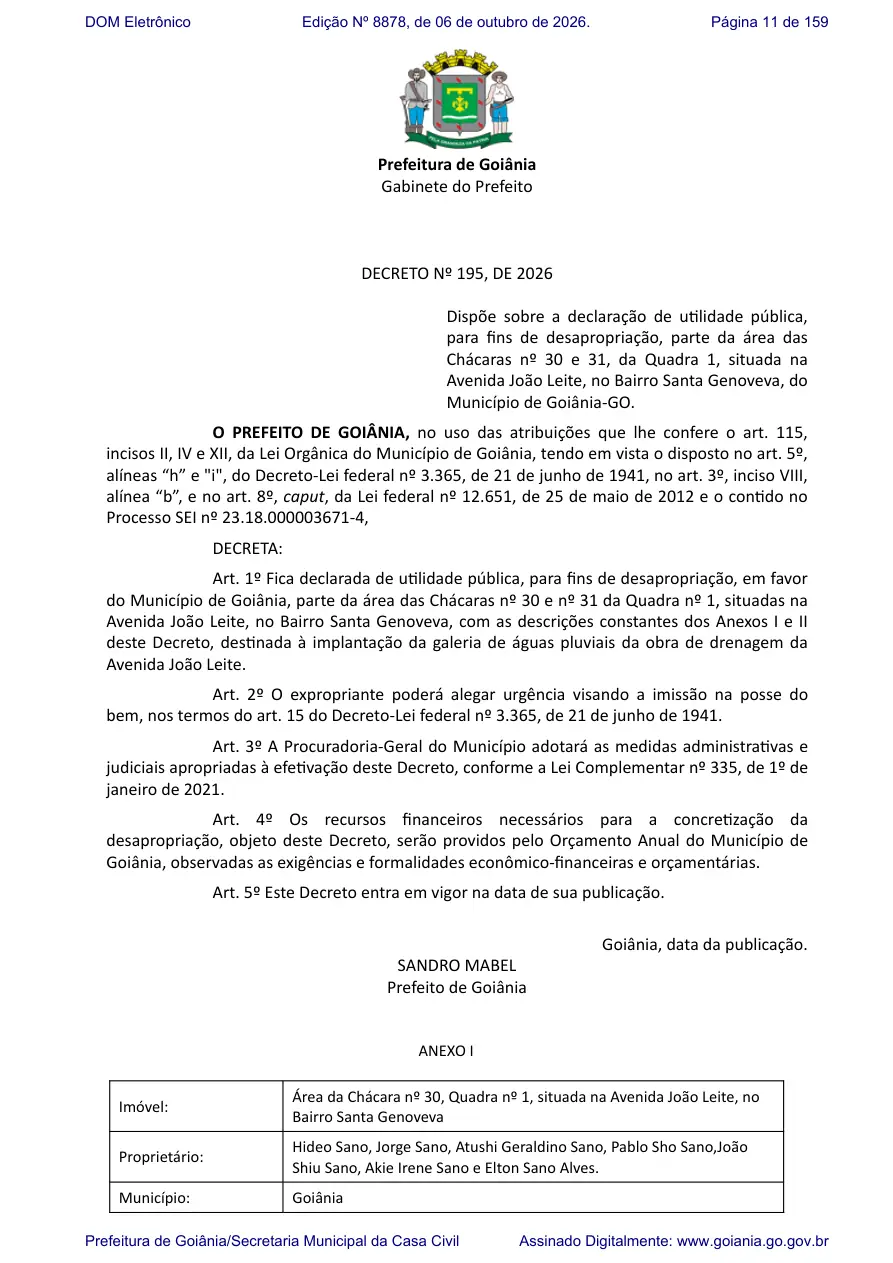 DOM Eletrônico Edição Nº 8878, de 06 de outubro de 2026. Página 11 de 159
PELA GRANDEZA DA PÁTRIA
Prefeitura de Goiânia
Gabinete do Prefeito
DECRETO Nº 195, DE 2026
Dispõe sobre a declaração de utilidade pública,
para fins de desapropriação, parte da área das
Chácaras nº 30 e 31, da Quadra 1, situada na
Avenida João Leite, no Bairro Santa Genoveva, do
Município de Goiânia-GO.
O PREFEITO DE GOIÂNIA, no uso das atribuições que lhe confere o art. 115,
incisos II, IV e XII, da Lei Orgânica do Município de Goiânia, tendo em vista o disposto no art. 5º,
alíneas “h” e "i", do Decreto-Lei federal nº 3.365, de 21 de junho de 1941, no art. 3º, inciso VIII,
alínea “b”, e no art. 8º, caput, da Lei federal nº 12.651, de 25 de maio de 2012 e o contido no
Processo SEI nº 23.18.000003671-4,
DECRETA:
Art. 1º Fica declarada de utilidade pública, para fins de desapropriação, em favor
do Município de Goiânia, parte da área das Chácaras nº 30 e nº 31 da Quadra nº 1, situadas na
Avenida João Leite, no Bairro Santa Genoveva, com as descrições constantes dos Anexos I e II
deste Decreto, destinada à implantação da galeria de águas pluviais da obra de drenagem da
Avenida João Leite.
Art. 2º O expropriante poderá alegar urgência visando a imissão na posse do
bem, nos termos do art. 15 do Decreto-Lei federal nº 3.365, de 21 de junho de 1941.
Art. 3º A Procuradoria-Geral do Município adotará as medidas administrativas e
judiciais apropriadas à efetivação deste Decreto, conforme a Lei Complementar nº 335, de 1º de
janeiro de 2021.
Art. 4º Os recursos financeiros necessários para a concretização da
desapropriação, objeto deste Decreto, serão providos pelo Orçamento Anual do Município de
Goiânia, observadas as exigências e formalidades econômico-financeiras e orçamentárias.
Art. 5º Este Decreto entra em vigor na data de sua publicação.
Goiânia, data da publicação.
SANDRO MABEL
Prefeito de Goiânia
ANEXO I
Imóvel: Área da Chácara nº 30, Quadra nº 1, situada na Avenida João Leite, no
Bairro Santa Genoveva
Proprietário: Hideo Sano, Jorge Sano, Atushi Geraldino Sano, Pablo Sho Sano,João
Shiu Sano, Akie Irene Sano e Elton Sano Alves.
Município: Goiânia
Prefeitura de Goiânia/Secretaria Municipal da Casa Civil Assinado Digitalmente: www.goiania.go.gov.br